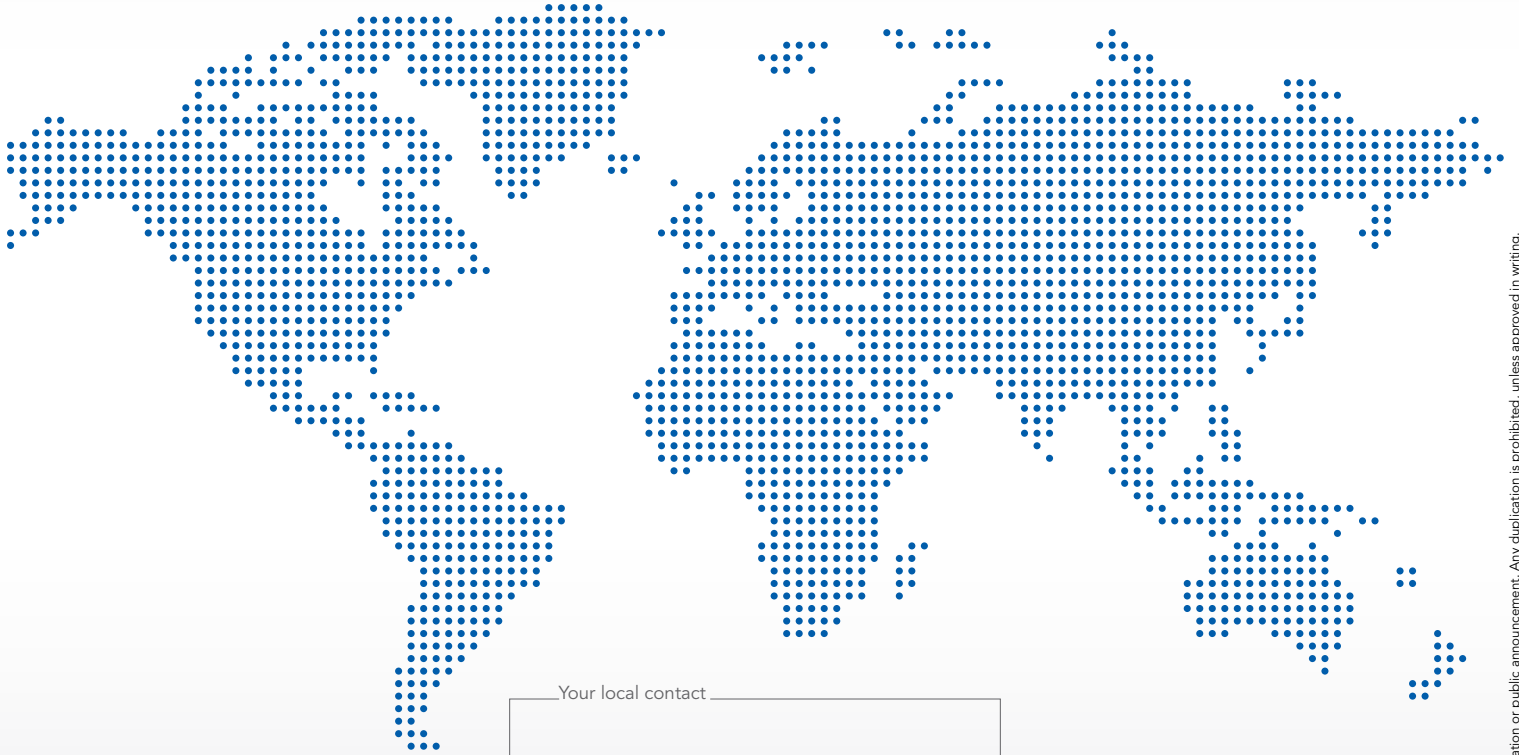 Your local contact
ation or public announcement. Any duplication is prohibited, unless approved in writing.